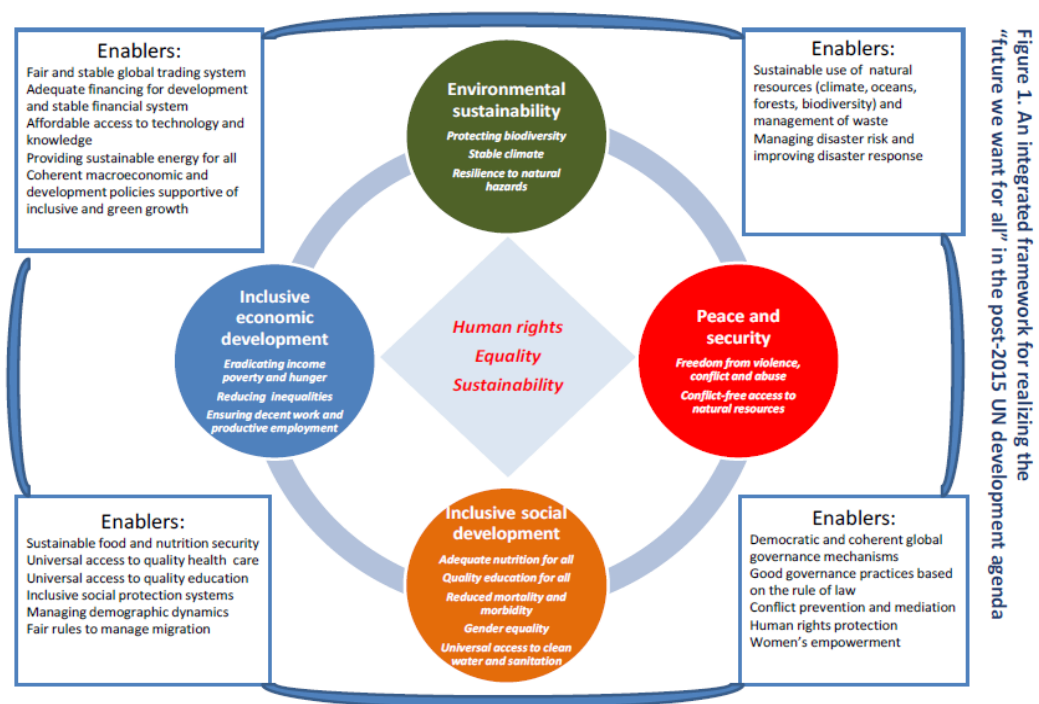 Enablers:
Fair and stable global trading system
Adequate financing for development
and stable financial system
Affordable access to technology and
knowledge
Providing sustainable energy for all
Coherent macroeconomic and
development policies supportive of
inclusive and green growth
Environmental
sustainability
Protecting biodiversity
Stable climate
Resilience to natural
hazards
Enablers:
Sustainable use of natural
resources (climate, oceans,
forests, biodiversity) and
management of waste
Managing disaster risk and
improving disaster response
Inclusive
economic
development
Eradicating income
poverty and hunger
Reducing inequalities
Ensuring decent work and
productive employment
Human rights
Equality
Sustainability
Peace and
security
Freedom from violence,
conflict and abuse
Conflict-free access to
natural resources
Enablers:
Sustainable food and nutrition security
Universal access to quality health care
Universal access to quality education
Inclusive social protection systems
Managing demographic dynamics
Fair rules to manage migration
Inclusive social
development
Adequate nutrition for all
Quality education for all
Reduced mortality and
morbidity
Gender equality
Universal access to clean
water and sanitation
Enablers:
Democratic and coherent global
governance mechanisms
Good governance practices based
on the rule of law
Conflict prevention and mediation
Human rights protection
Women’s empowerment
Figure 1. An integrated framework for realizing the
“future we want for all” in the post-2015 UN development agenda